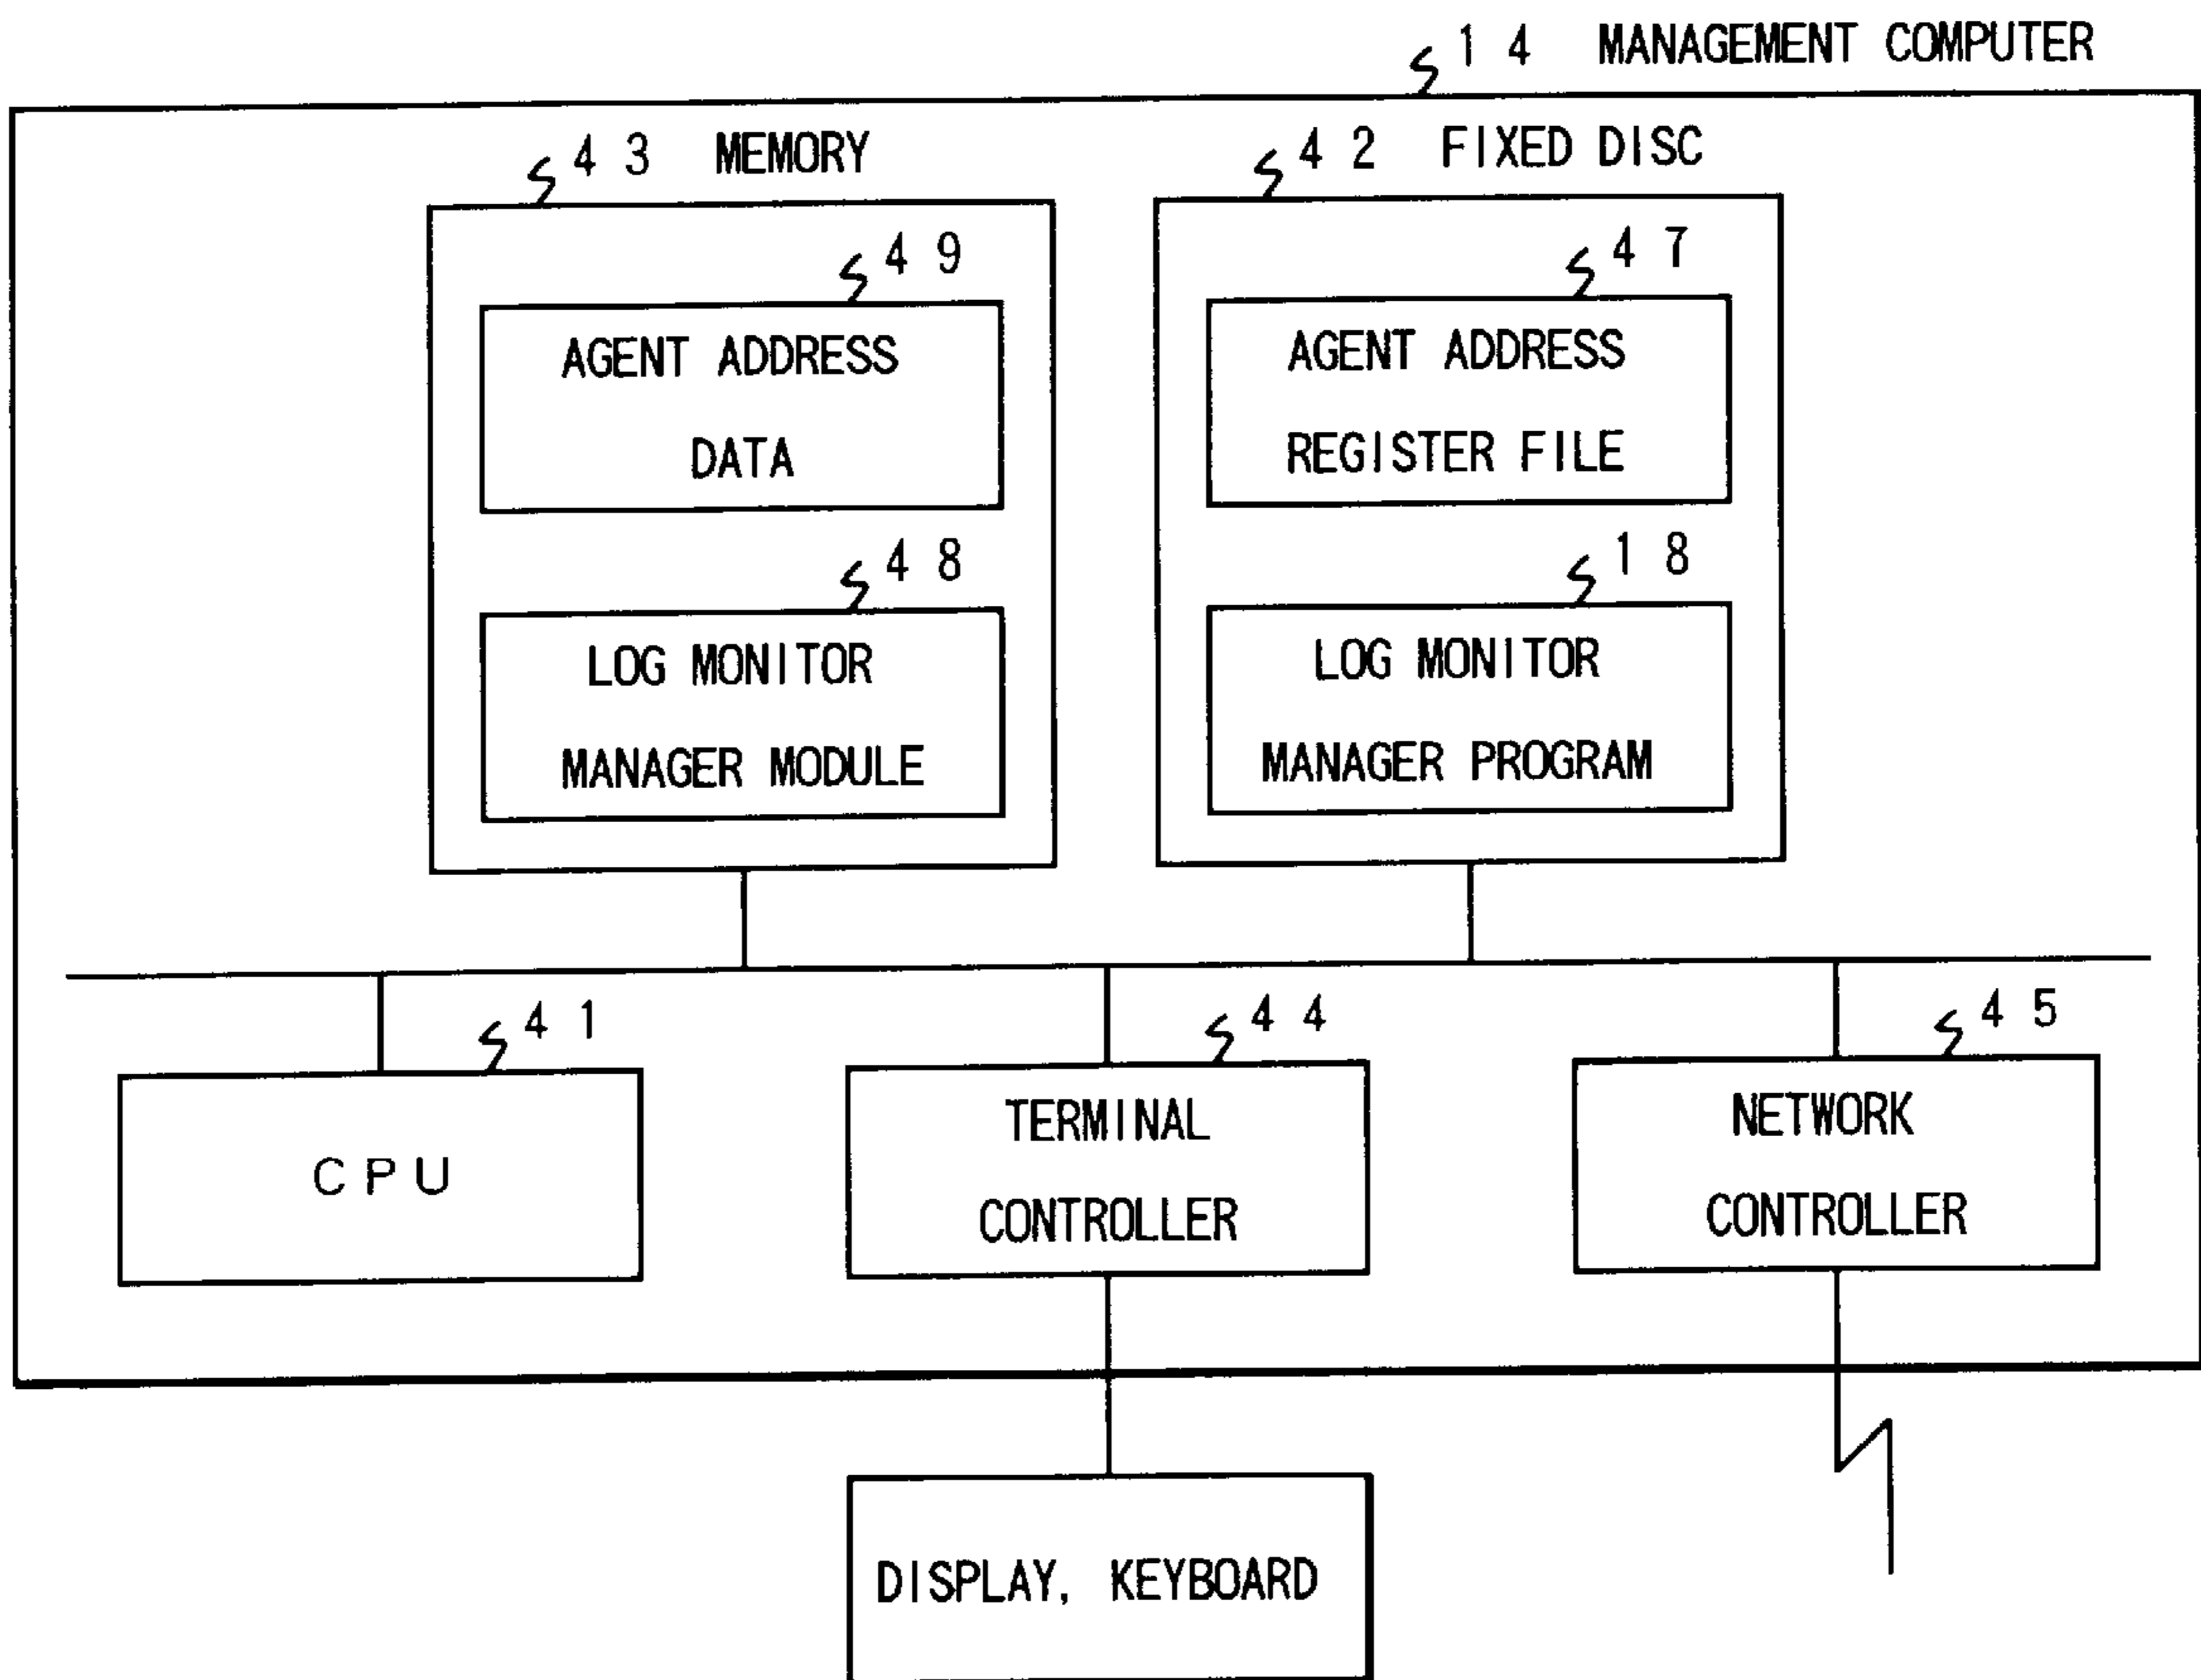 14 MANAGEMENT COMPUTER
43 MEMORY
42 FIXED DISC
49
47
AGENT ADDRESS
DATA
AGENT ADDRESS
REGISTER FILE
48
18
LOG MONITOR
MANAGER MODULE
LOG MONITOR
MANAGER PROGRAM
41
44
45
CPU
TERMINAL
CONTROLLER
NETWORK
CONTROLLER
DISPLAY, KEYBOARD